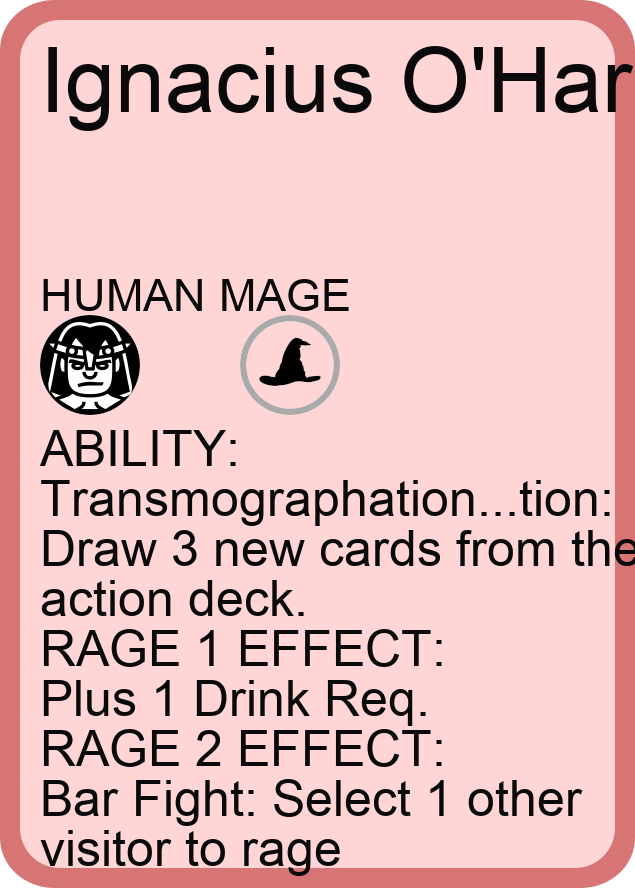 Ignacius O'Har
HUMAN MAGE
ABILITY:
Transmographation...tion:
Draw 3 new cards from the
action deck.
RAGE 1 EFFECT:
Plus 1 Drink Req.
RAGE 2 EFFECT:
Bar Fight: Select 1 other
visitor to rage